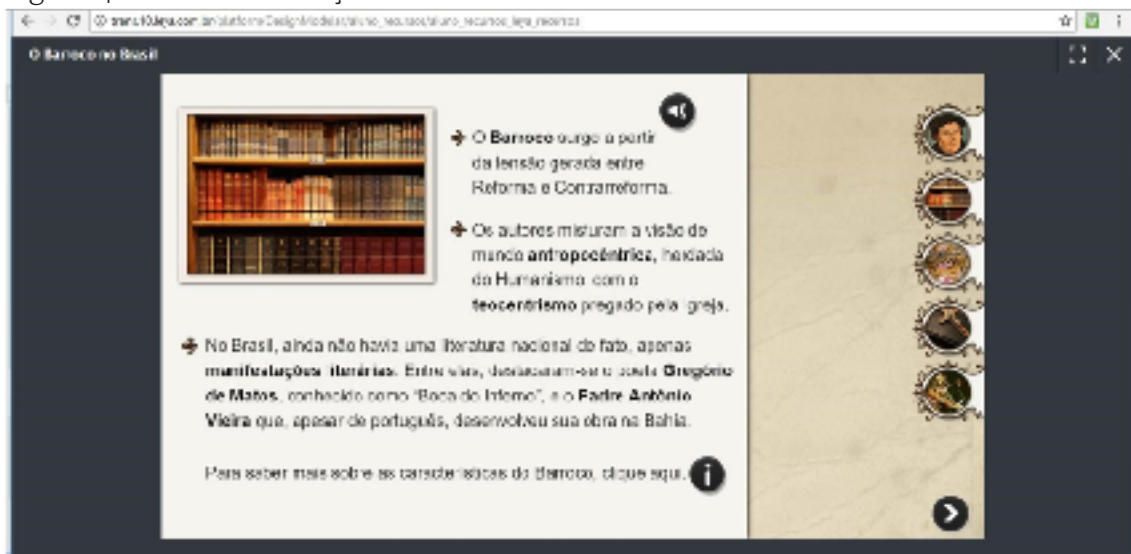 O Barroco no Brasil
O Barroco surge a partir
da tensão gerada entre
Reforma e Contrarreforma.
Os autores misturam a visão de
mundo antropocêntrica, herdada
do Humanismo, com o
teocentrismo pregado pela Igreja.
No Brasil, ainda não havia uma literatura nacional de fato, apenas
manifestações literárias. Entre elas, destacaram-se o poeta Gregório
de Matos, conhecido como "Boca do Inferno", e o Padre Antônio
Vieira que, apesar de português, desenvolveu sua obra na Bahia.
Para saber mais sobre as características do Barroco, clique aqui.
i